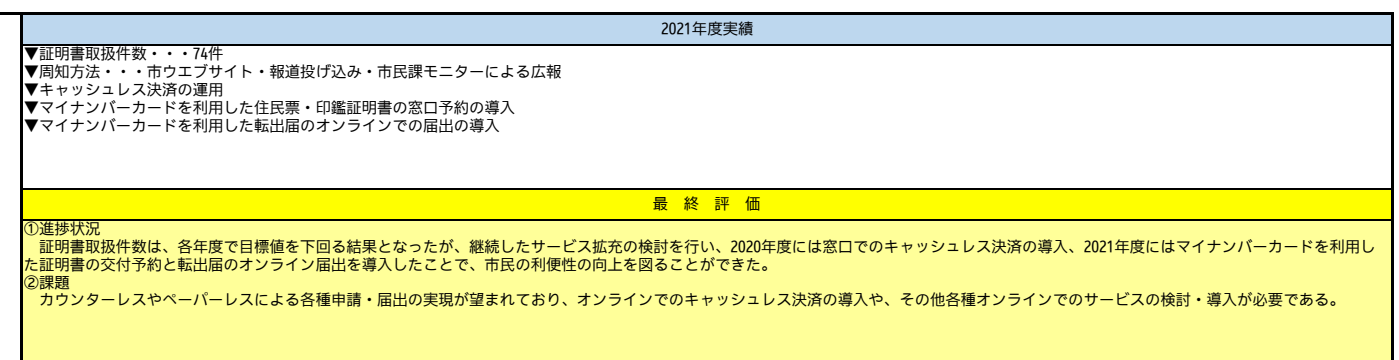 2021年度実績
▼証明書取扱件数・・・74件
▼周知方法・・・市ウエブサイト・報道投げ込み・市民課モニターによる広報
▼キャッシュレス決済の運用
▼マイナンバーカードを利用した住民票・印鑑証明書の窓口予約の導入
▼マイナンバーカードを利用した転出届のオンラインでの届出の導入
最　終　評　価
①進捗状況
　証明書取扱件数は、各年度で目標値を下回る結果となったが、継続したサービス拡充の検討を行い、2020年度には窓口でのキャッシュレス決済の導入、2021年度にはマイナンバーカードを利用し
た証明書の交付予約と転出届のオンライン届出を導入したことで、市民の利便性の向上を図ることができた。
②課題
　カウンターレスやペーパーレスによる各種申請・届出の実現が望まれており、オンラインでのキャッシュレス決済の導入や、その他各種オンラインでのサービスの検討・導入が必要である。